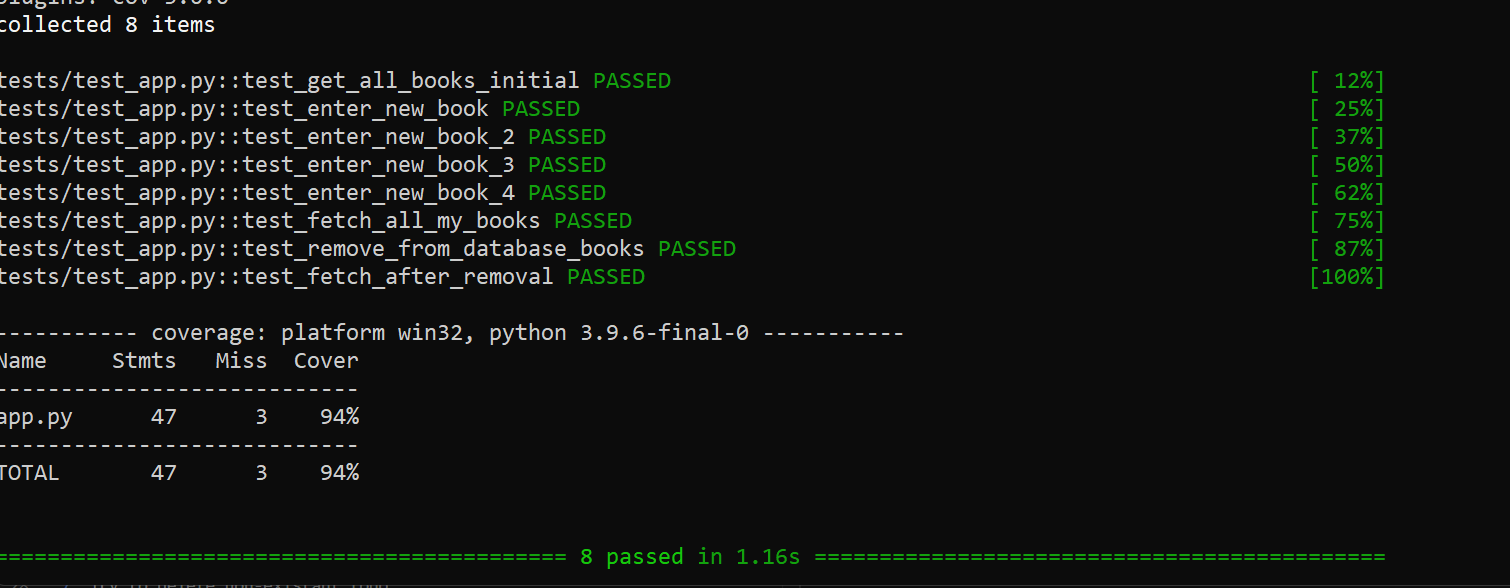 collected 8 items
tests/test_app.py::test_get_all_books_initial PASSED [ 12%]
tests/test_app.py::test_enter_new_book PASSED [ 25%]
tests/test_app.py::test_enter_new_book_2 PASSED [ 37%]
tests/test_app.py::test_enter_new_book_3 PASSED [ 50%]
tests/test_app.py::test_enter_new_book_4 PASSED [ 62%]
tests/test_app.py::test_fetch_all_my_books PASSED [ 75%]
tests/test_app.py::test_remove_from_database_books PASSED [ 87%]
tests/test_app.py::test_fetch_after_removal PASSED [100%]
----------- coverage: platform win32, python 3.9.6-final-0 -----------
Name Stmts Miss Cover
----------------------------
app.py 47 3 94%
----------------------------
TOTAL 47 3 94%
============================================ 8 passed in 1.16s ============================================